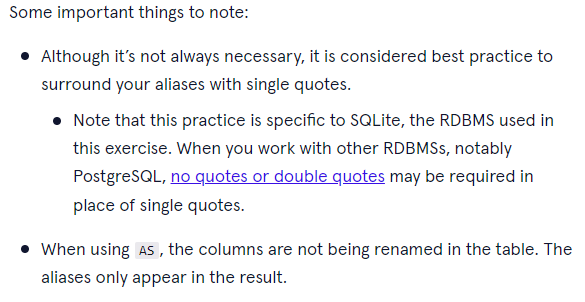 Some important things to note:
• Although it’s not always necessary, it is considered best practice to
surround your aliases with single quotes.
• Note that this practice is specific to SQLite, the RDBMS used in
this exercise. When you work with other RDBMSs, notably
PostgreSQL, no quotes or double quotes may be required in
place of single quotes.
• When using AS , the columns are not being renamed in the table. The
aliases only appear in the result.